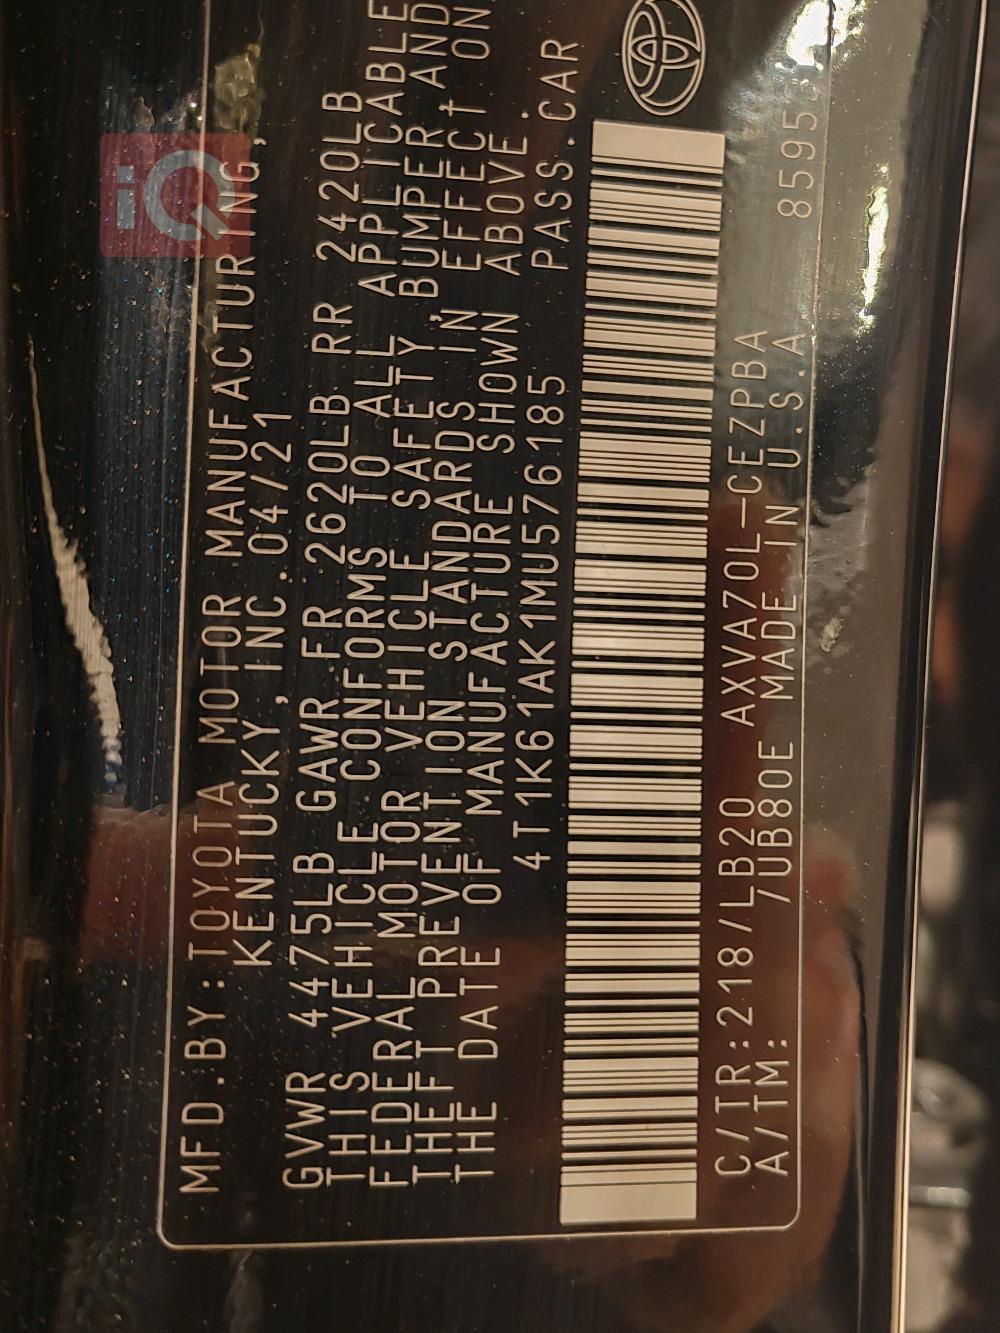 MFD.BY:TOYOTA MOTOR MANUFACTURING,
KENTUCKY,INC.04/21
GVWR 4475LB GAWR FR 2620LB RR 2420LB
THIS VEHICLE CONFORMS TO ALL APPLICABLE
FEDERAL MOTOR VEHICLE SAFETY,BUMPER AND
THEFT PREVENTION STANDARDS IN EFFECT ON
THE DATE OF MANUFACTURE SHOWN ABOVE.
4T1K61AK1MU576185 PASS.CAR
C/TR:218/LB20 AXVA70L-CEZPBA
A/TM: /UB80E MADE IN U.S.A 85953
iQ